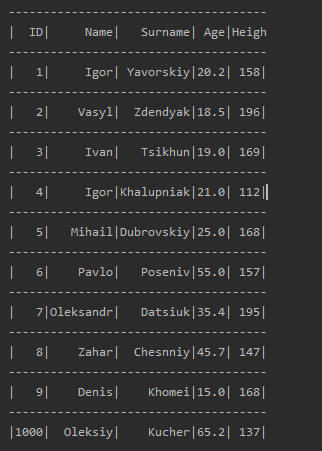 -------------------------------------
|  ID|     Name|   Surname| Age|Heigh
-------------------------------------
|   1|     Igor| Yavorskiy|20.2| 158|
-------------------------------------
|   2|    Vasyl|  Zdendyak|18.5| 196|
-------------------------------------
|   3|     Ivan|   Tsikhun|19.0| 169|
-------------------------------------
|   4|     Igor|Khalupniak|21.0| 112|
-------------------------------------
|   5|   Mihail|Dubrovskiy|25.0| 168|
-------------------------------------
|   6|    Pavlo|   Poseniv|55.0| 157|
-------------------------------------
|   7|Oleksandr|   Datsiuk|35.4| 195|
-------------------------------------
|   8|    Zahar|  Chesnniy|45.7| 147|
-------------------------------------
|   9|    Denis|    Khomei|15.0| 168|
-------------------------------------
|1000|  Oleksiy|    Kucher|65.2| 137|